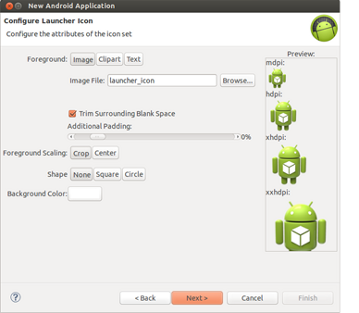 New Android Application
Configure Launcher Icon
Configure the attributes of the icon set
Foreground: Image Clipart Text
Image File: launcher_icon Browse...
Trim Surrounding Blank Space
Additional Padding:
0%
Foreground Scaling: Crop Center
Shape None Square Circle
Background Color:
Preview:
mdpi:
hdpi:
xhdpi:
xxhdpi:
? < Back Next > Cancel Finish